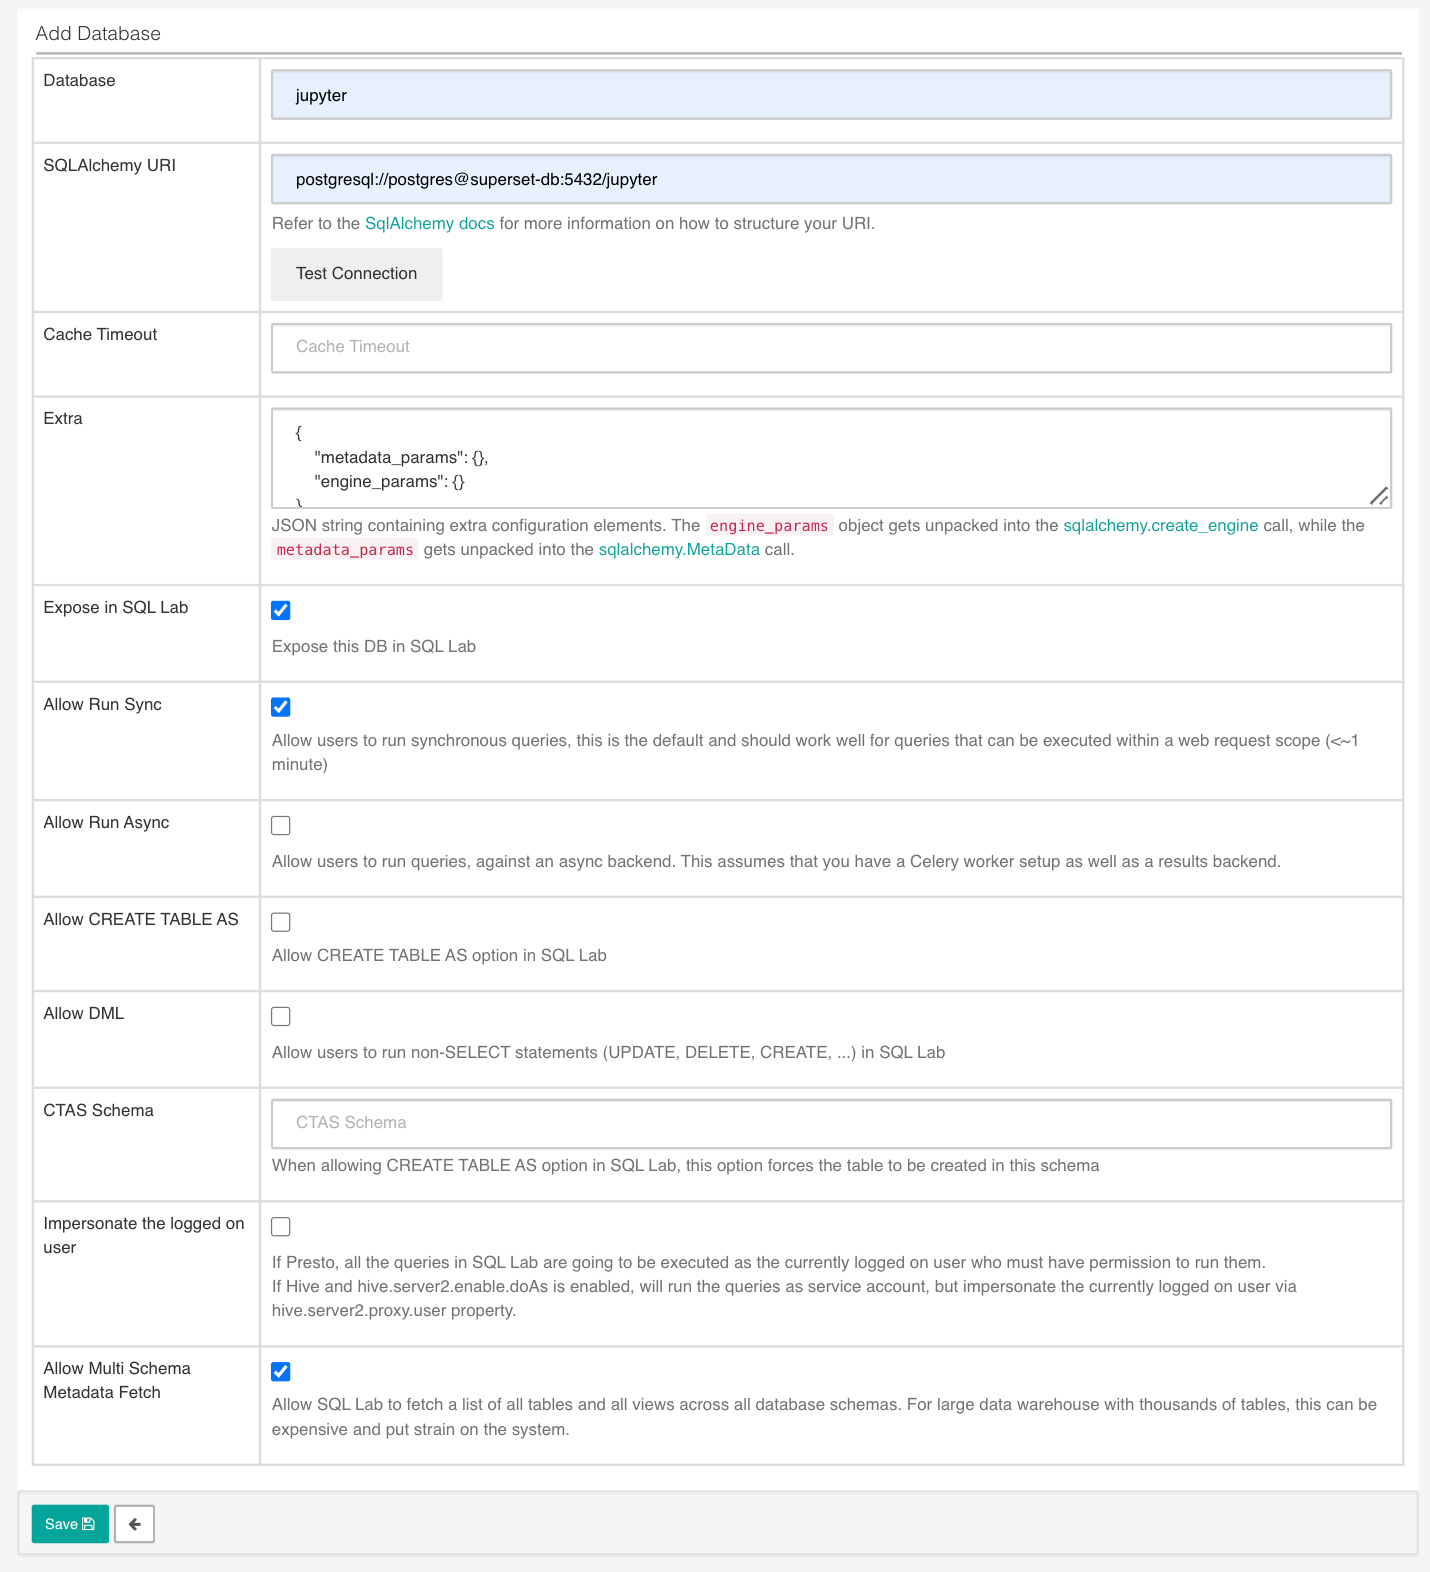 Add Database
Database
jupyter
SQLAlchemy URI
postgresql://postgres@superset-db:5432/jupyter
Refer to the SqlAlchemy docs for more information on how to structure your URI.
Test Connection
Cache Timeout
Cache Timeout
Extra
{
"metadata_params": {},
"engine_params": {}
}
JSON string containing extra configuration elements. The engine_params object gets unpacked into the sqlalchemy.create_engine call, while the
metadata_params gets unpacked into the sqlalchemy.MetaData call.
Expose in SQL Lab
Expose this DB in SQL Lab
Allow Run Sync
Allow users to run synchronous queries, this is the default and should work well for queries that can be executed within a web request scope (<~1
minute)
Allow Run Async
Allow users to run queries, against an async backend. This assumes that you have a Celery worker setup as well as a results backend.
Allow CREATE TABLE AS
Allow CREATE TABLE AS option in SQL Lab
Allow DML
Allow users to run non-SELECT statements (UPDATE, DELETE, CREATE, ...) in SQL Lab
CTAS Schema
CTAS Schema
When allowing CREATE TABLE AS option in SQL Lab, this option forces the table to be created in this schema
Impersonate the logged on
user
If Presto, all the queries in SQL Lab are going to be executed as the currently logged on user who must have permission to run them.
If Hive and hive.server2.enable.doAs is enabled, will run the queries as service account, but impersonate the currently logged on user via
hive.server2.proxy.user property.
Allow Multi Schema
Metadata Fetch
Allow SQL Lab to fetch a list of all tables and all views across all database schemas. For large data warehouse with thousands of tables, this can be
expensive and put strain on the system.
Save